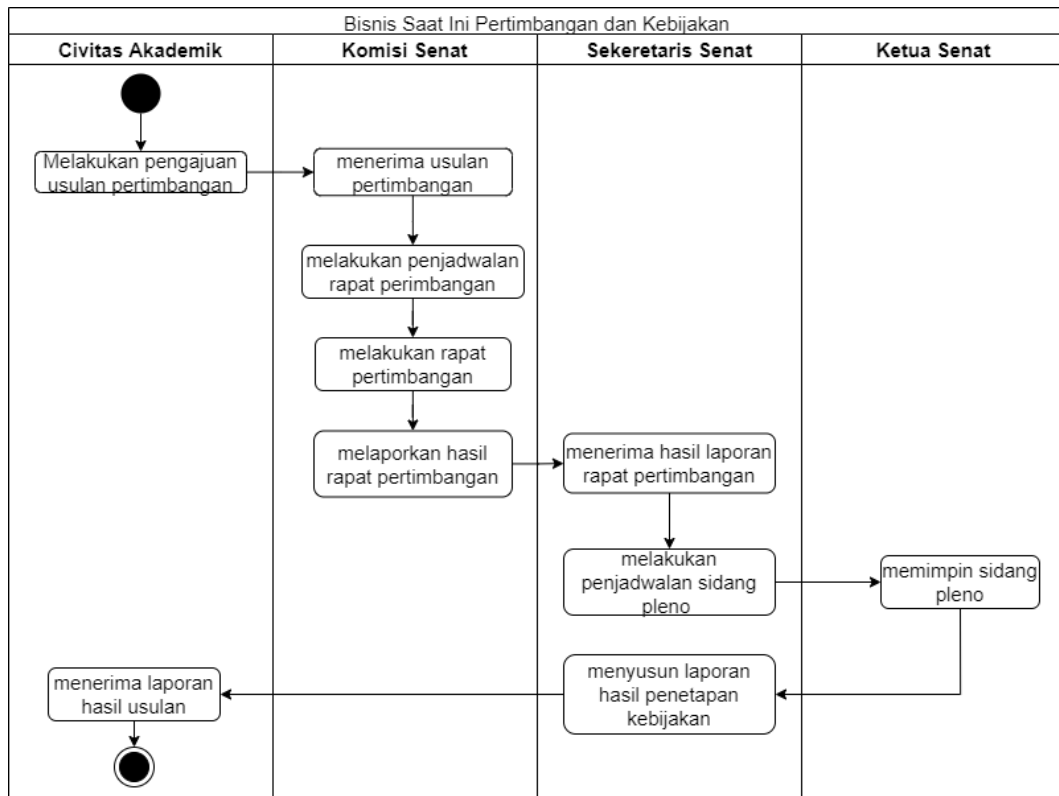 Bisnis Saat Ini Pertimbangan dan Kebijakan
Civitas Akademik
Komisi Senat
Sekeretaris Senat
Ketua Senat
Melakukan pengajuan
usulan pertimbangan
menerima usulan
pertimbangan
melakukan penjadwalan
rapat perimbangan
melakukan rapat
pertimbangan
melaporkan hasil
rapat pertimbangan
menerima hasil laporan
rapat pertimbangan
melakukan
penjadwalan sidang
pleno
memimpin sidang
pleno
menyusun laporan
hasil penetapan
kebijakan
menerima laporan
hasil usulan